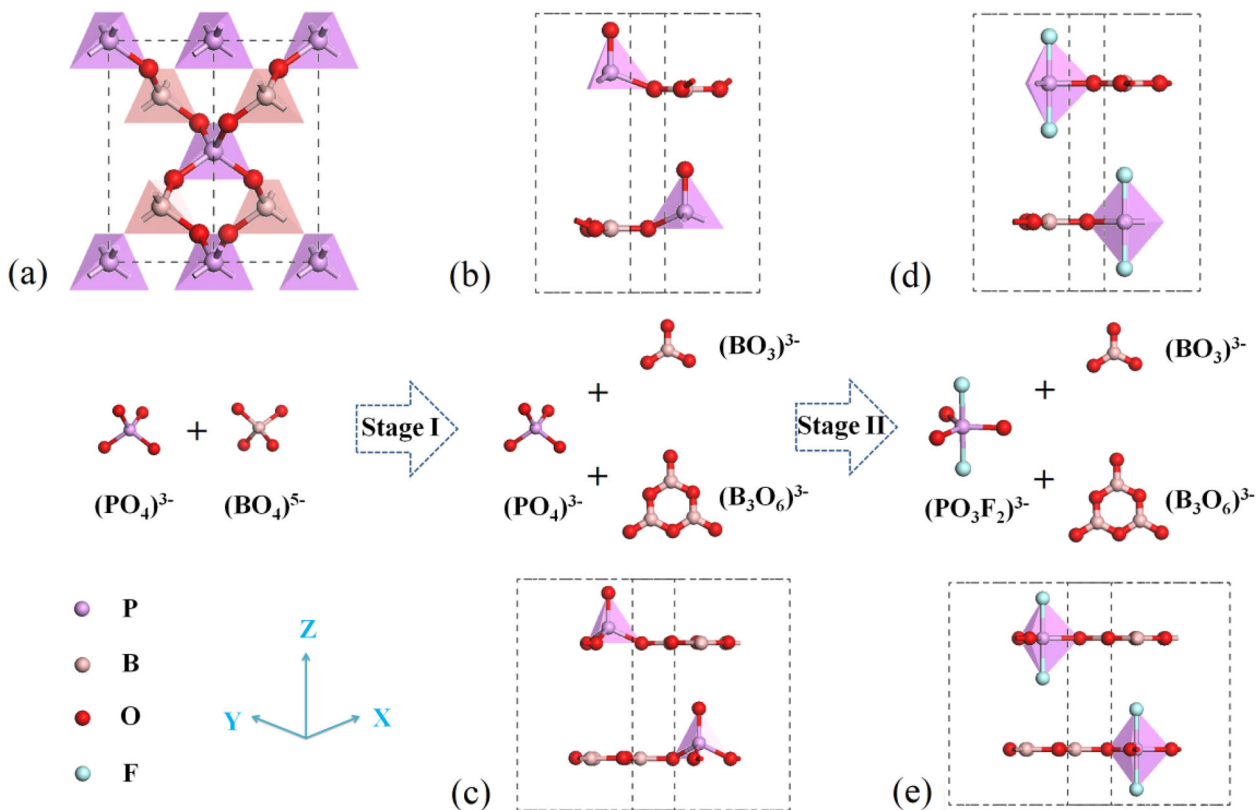 (a)
(b)
(d)
(PO₄)³⁻
+
(BO₄)⁵⁻
Stage I
(PO₄)³⁻
+
(BO₃)³⁻
+
(B₃O₆)³⁻
Stage II
(PO₃F₂)³⁻
+
(BO₃)³⁻
+
(B₃O₆)³⁻
P
B
O
F
Z
Y
X
(c)
(e)